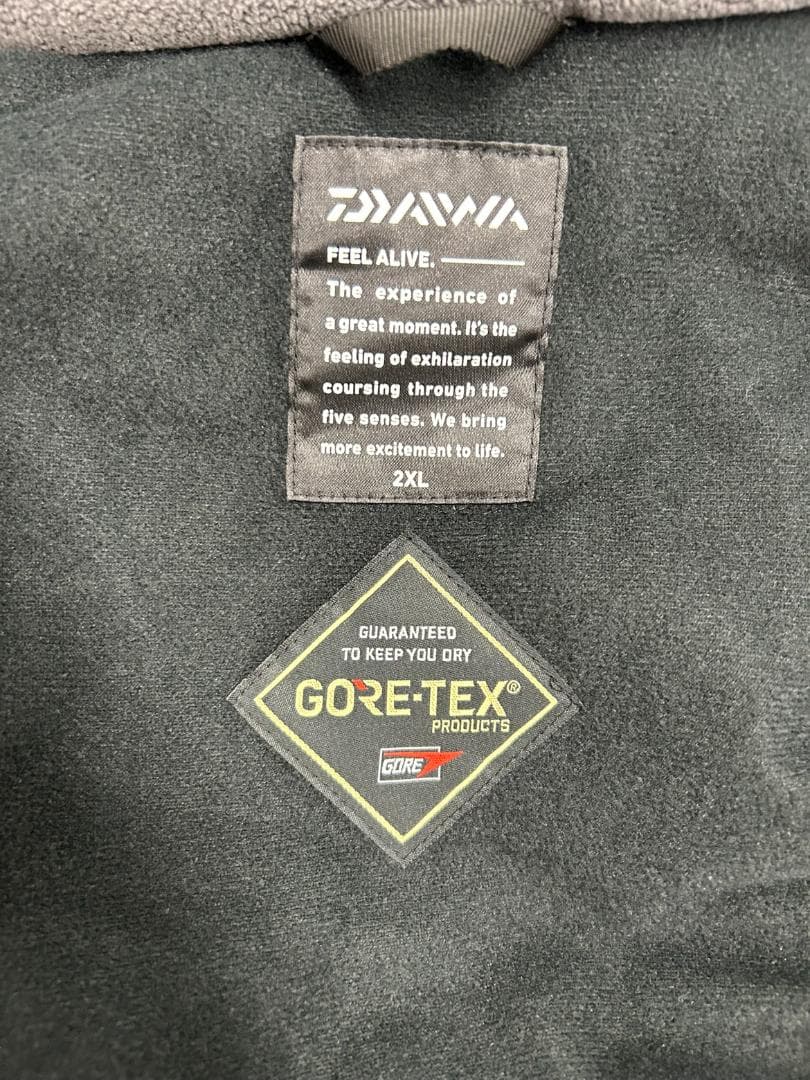 DAIWA
FEEL ALIVE.
The experience of
a great moment. It's the
feeling of exhilaration
coursing through the
five senses. We bring
more excitement to life.
2XL
GUARANTEED
TO KEEP YOU DRY
GORE-TEX®
PRODUCTS
GORE